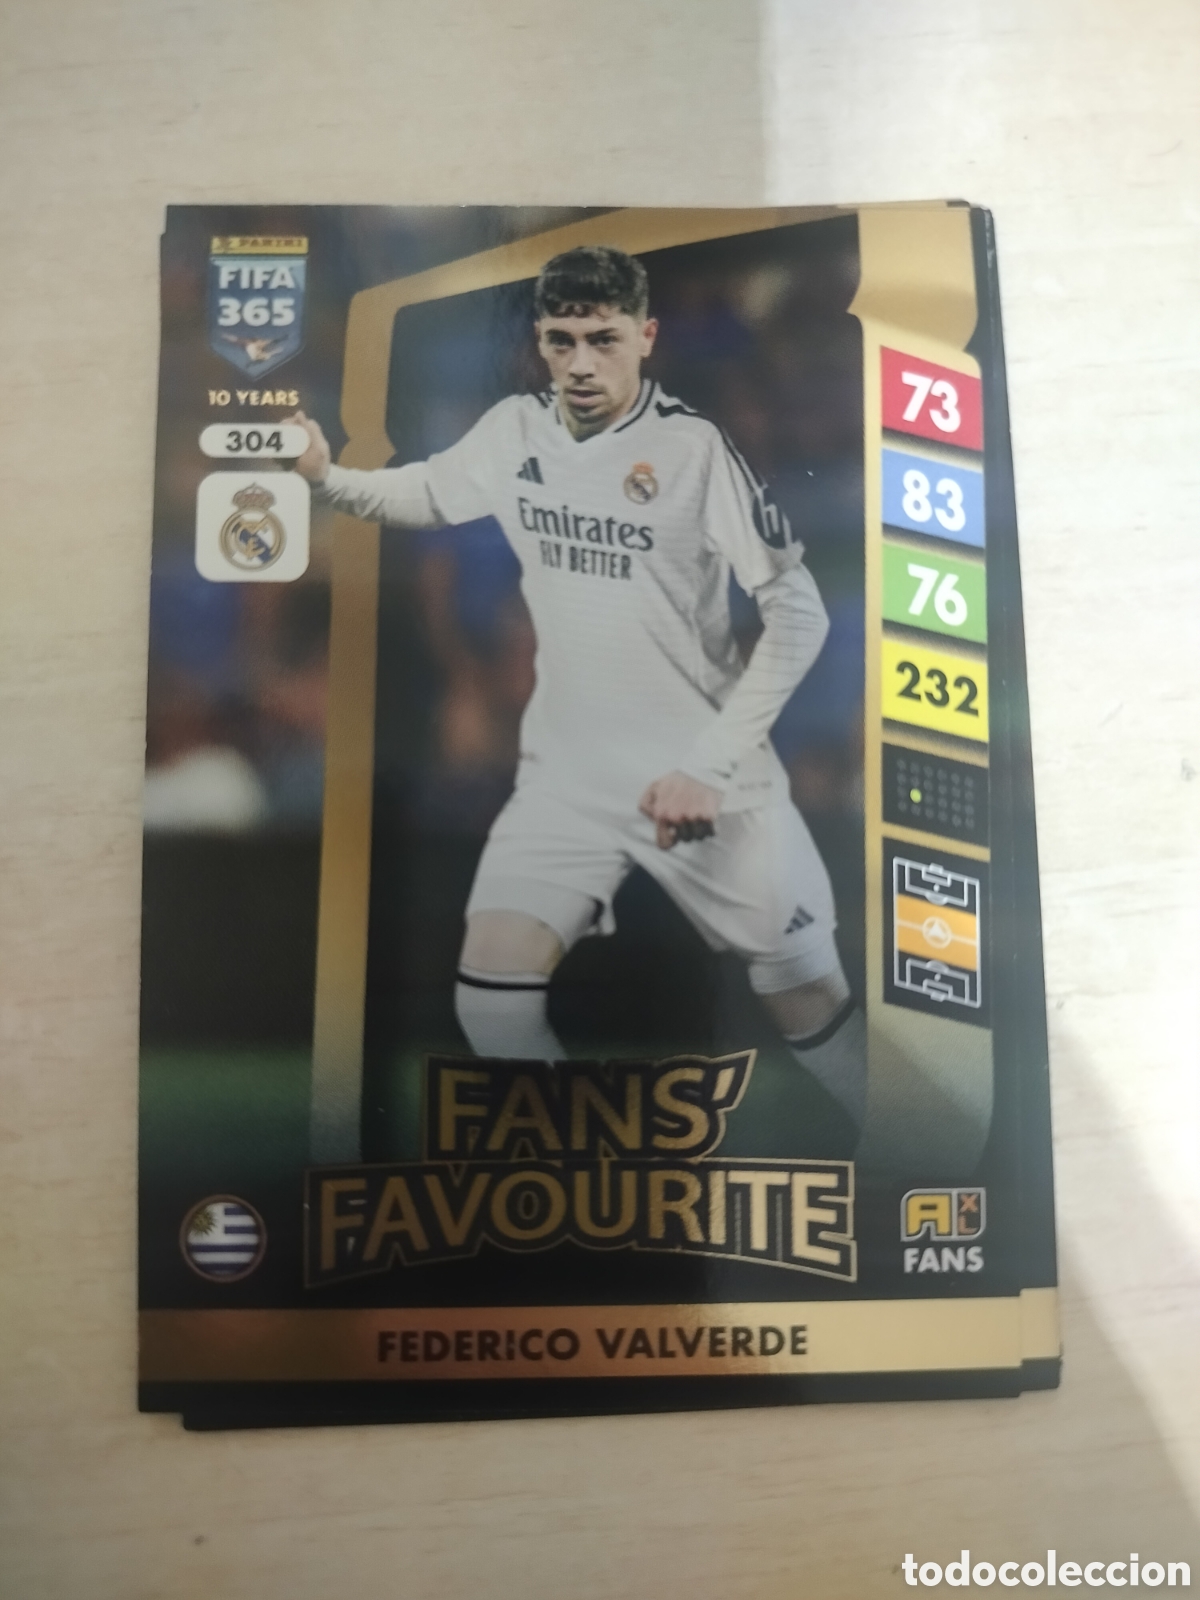 PANINI
FIFA
365
10 YEARS
304
73
83
76
232
Emirates
FLY BETTER
FANS'
FAVOURITE
A XL
FANS
FEDERICO VALVERDE
todocoleccion